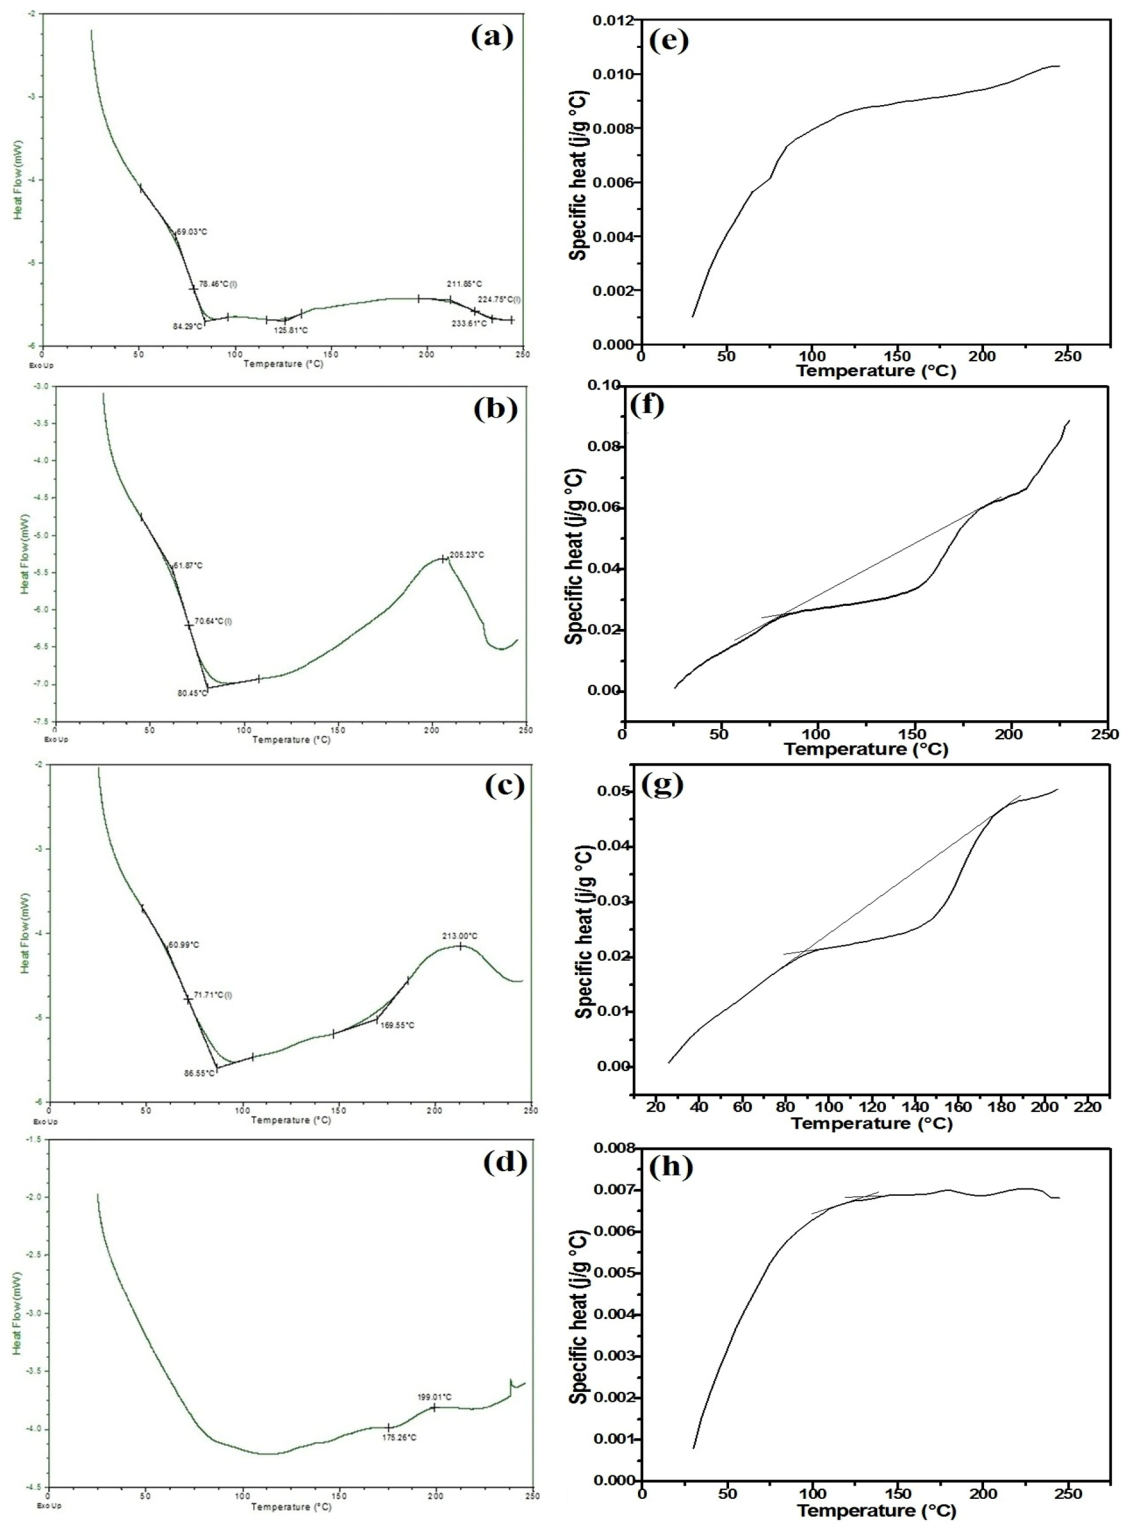 (a)
-2
-3
-4
-5
-6
Heat Flow (mW)
69.03°C
78.46°C(I)
84.29°C
125.81°C
211.85°C
224.75°C(I)
233.61°C
0
50
100
150
200
250
Exo Up
Temperature (°C)
(e)
0.012
0.010
0.008
0.006
0.004
0.002
0.000
Specific heat (j/g °C)
0
50
100
150
200
250
Temperature (°C)
(b)
-3.0
-3.5
-4.0
-4.5
-5.0
-5.5
-6.0
-6.5
-7.0
-7.5
Heat Flow (mW)
61.87°C
70.64°C(I)
80.45°C
205.23°C
0
50
100
150
200
250
Exo Up
Temperature (°C)
(f)
0.10
0.08
0.06
0.04
0.02
0.00
Specific heat (j/g °C)
0
50
100
150
200
250
Temperature (°C)
(c)
-2
-3
-4
-5
-6
Heat Flow (mW)
60.99°C
71.71°C(I)
86.55°C
169.55°C
213.00°C
0
50
100
150
200
250
Exo Up
Temperature (°C)
(g)
0.05
0.04
0.03
0.02
0.01
0.00
Specific heat (j/g °C)
20 40 60 80 100 120 140 160 180 200 220
Temperature (°C)
(d)
-1.5
-2.0
-2.5
-3.0
-3.5
-4.0
-4.5
Heat Flow (mW)
175.26°C
199.01°C
0
50
100
150
200
250
Exo Up
Temperature (°C)
(h)
0.008
0.007
0.006
0.005
0.004
0.003
0.002
0.001
0.000
Specific heat (j/g °C)
0
50
100
150
200
250
Temperature (°C)